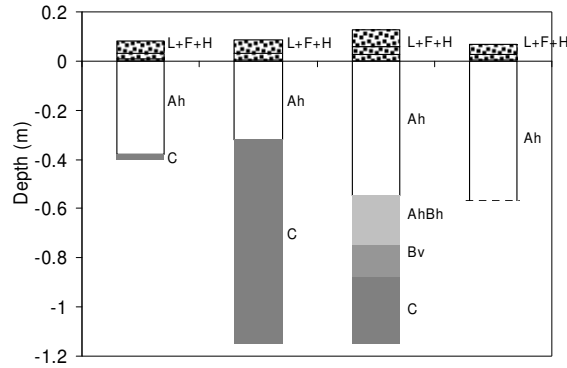 0.2
L+F+H L+F+H L+F+H L+F+H
0
Ah Ah Ah Ah
-0.2
-0.4
C
-0.6
AhBh
C
Bv
-0.8
-1
C
-1.2
Depth (m)